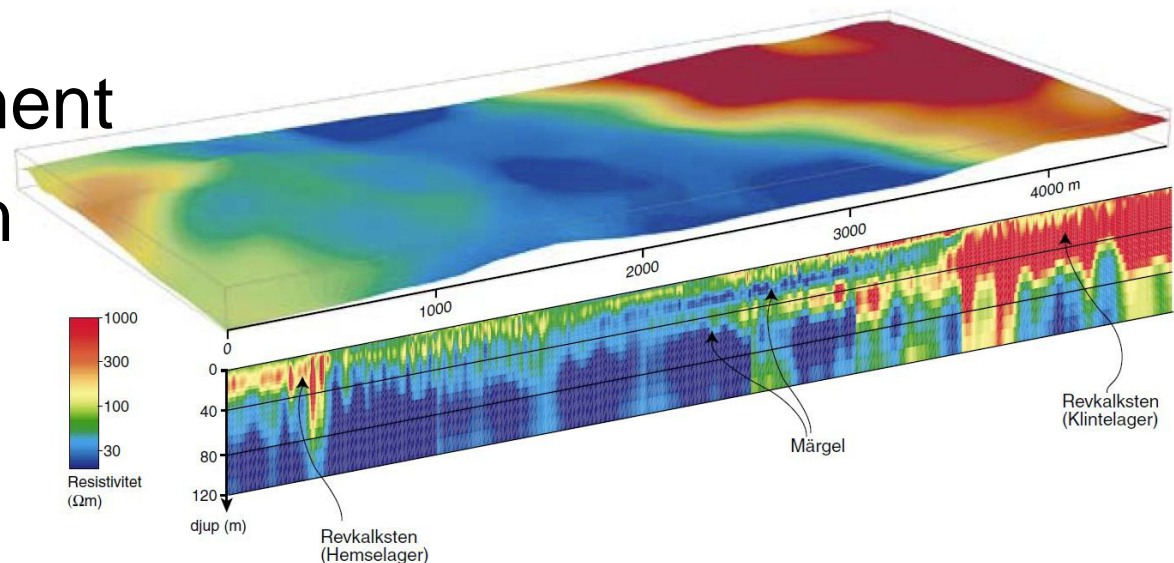 nent
n
0
1000
2000
3000
4000 m
1000
300
100
30
Resistivitet
(Ωm)
0
40
80
120
djup (m)
Revkalksten
(Hemselager)
Märgel
Revkalksten
(Klintelager)